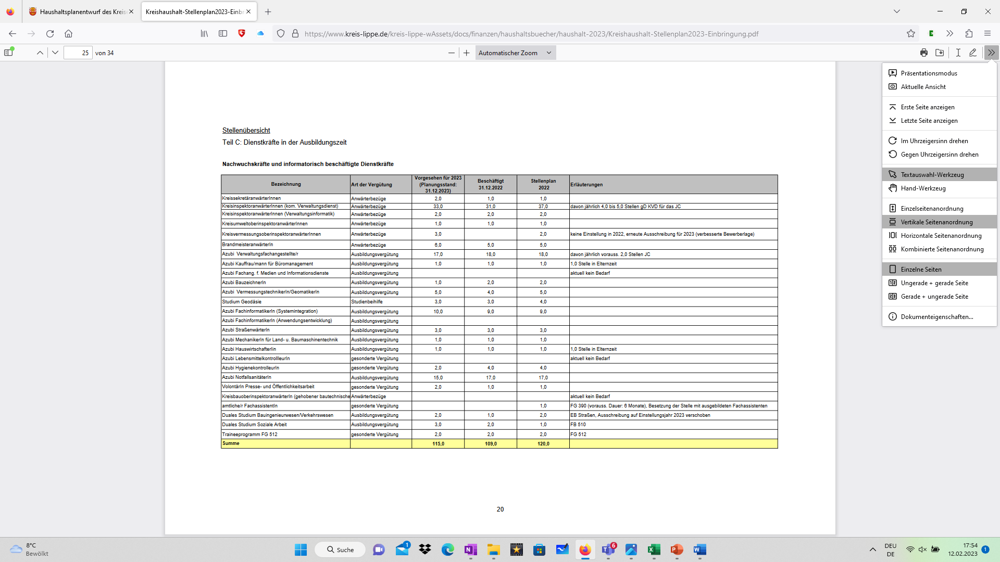 Haushaltsplanentwurf des Kreis
Kreishaushalt-Stellenplan2023-Einbr
https://www.kreis-lippe.de/kreis-lippe-wAssets/docs/finanzen/haushaltsbuecher/haushalt-2023/Kreishaushalt-Stellenplan2023-Einbringung.pdf
25 von 34
Automatischer Zoom
Präsentationsmodus
Aktuelle Ansicht
Erste Seite anzeigen
Letzte Seite anzeigen
Im Uhrzeigersinn drehen
Gegen Uhrzeigersinn drehen
Textauswahl-Werkzeug
Hand-Werkzeug
Einzelseitenanordnung
Vertikale Seitenanordnung
Horizontale Seitenanordnung
Kombinierte Seitenanordnung
Einzelne Seiten
Ungerade + gerade Seite
Gerade + ungerade Seite
Dokumenteigenschaften...
Stellenübersicht
Teil C: Dienstkräfte in der Ausbildungszeit
Nachwuchskräfte und informatorisch beschäftigte Dienstkräfte
Bezeichnung Art der Vergütung Vorgesehen für 2023 (Planungsstand: 31.12.2023) Beschäftigt 31.12.2022 Stellenplan 2022 Erläuterungen
KreissekretäranwärterInnen Anwärterbezüge 2,0 1,0 1,0
KreisinspektoranwärterInnen (kom. Verwaltungsdienst) Anwärterbezüge 33,0 31,0 37,0 davon jährlich 4,0 bis 5,0 Stellen gD KVD für das JC
KreisinspektoranwärterInnen (Verwaltungsinformatik) Anwärterbezüge 2,0 2,0 2,0
KreisumweltoberinspektoranwärterInnen Anwärterbezüge 1,0 1,0 1,0
KreisvermessungsoberinspektoranwärterInnen Anwärterbezüge 3,0 2,0 keine Einstellung in 2022, erneute Ausschreibung für 2023 (verbesserte Bewerberlage)
BrandmeisteranwärterIn Anwärterbezüge 6,0 5,0 5,0
Azubi Verwaltungsfachangestellte/r Ausbildungsvergütung 17,0 18,0 18,0 davon jährlich vorauss. 2,0 Stellen JC
Azubi Kauffrau/mann für Büromanagement Ausbildungsvergütung 1,0 1,0 1,0 1,0 Stelle in Elternzeit
Azubi Fachang. f. Medien und Informationsdienste Ausbildungsvergütung aktuell kein Bedarf
Azubi BauzeichnerIn Ausbildungsvergütung 1,0 2,0 2,0
Azubi VermessungstechnikerIn/GeomatikerIn Ausbildungsvergütung 5,0 4,0 5,0
Studium Geodäsie Studienbeihilfe 3,0 3,0 4,0
Azubi FachinformatikerIn (Systemintegration) Ausbildungsvergütung 10,0 9,0 9,0
Azubi FachinformatikerIn (Anwendungsentwicklung) Ausbildungsvergütung
Azubi StraßenwärterIn Ausbildungsvergütung 3,0 3,0 3,0
Azubi MechanikerIn für Land- u. Baumaschinentechnik Ausbildungsvergütung 1,0 1,0 1,0
Azubi HauswirtschafterIin Ausbildungsvergütung 1,0 1,0 1,0 1,0 Stelle in Elternzeit
Azubi LebensmittelkontrollleurIn gesonderte Vergütung aktuell kein Bedarf
Azubi HygienekontrolleurIn gesonderte Vergütung 2,0 4,0 4,0
Azubi NotfallsanitäterIn Ausbildungsvergütung 15,0 17,0 17,0
VolontärIn Presse- und Öffentlichkeitsarbeit gesonderte Vergütung 2,0 1,0 1,0
KreisbauoberinspektoranwärterIn (gehobener bautechnische Anwärterbezüge aktuell kein Bedarf
amtliche/r FachassistentIn gesonderte Vergütung 1,0 FG 390 (vorauss. Dauer: 6 Monate), Besetzung der Stelle mit ausgebildeten Fachassistenten
Duales Studium Bauingenieurwesen/Verkehrswesen Ausbildungsvergütung 2,0 1,0 2,0 EB Straßen, Ausschreibung auf Einstellungsjahr 2023 verschoben
Duales Studium Soziale Arbeit Ausbildungsvergütung 3,0 2,0 1,0 FB 510
Traineeprogramm FG 512 gesonderte Vergütung 2,0 2,0 2,0 FG 512
Summe 115,0 109,0 120,0
20
8°C
Bewölkt
Suche
1
6
DEU
DE
17:54
12.02.2023
1